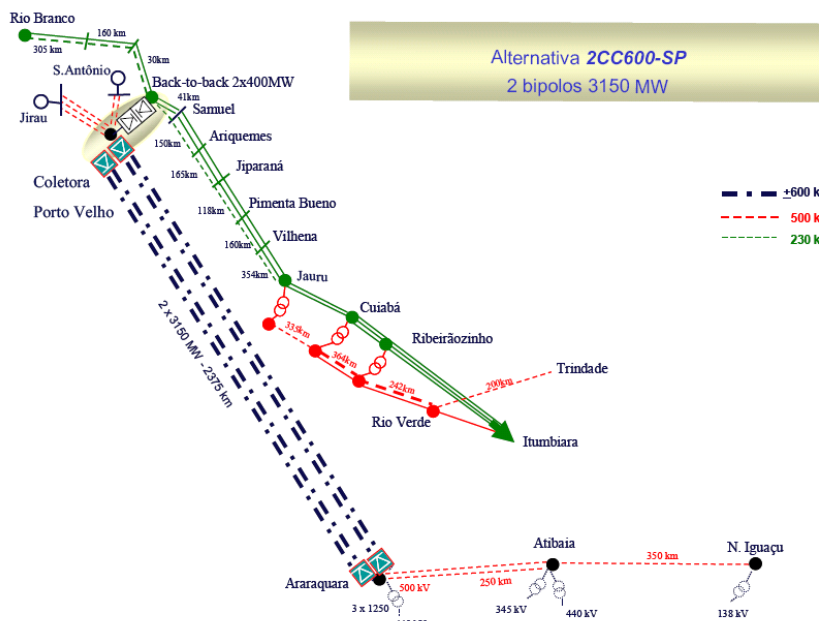 Rio Branco
305 km
160 km
30km
Alternativa 2CC600-SP
2 bipolos 3150 MW
S.Antônio
Jirau
Back-to-back 2x400MW
41km
Samuel
150km
Ariquemes
165km
Jiparaná
118km
Pimenta Bueno
160km
Vilhena
354km
Jauru
Coletora
Porto Velho
+600 k
500 k
230 k
2 x 3150 MW - 2375 km
Cuiabá
335km
Ribeirãozinho
364km
242km
200km
Trindade
Rio Verde
Itumbiara
Araraquara
500 kV
250 km
Atibaia
350 km
N. Iguaçu
3 x 1250
345 kV
440 kV
138 kV